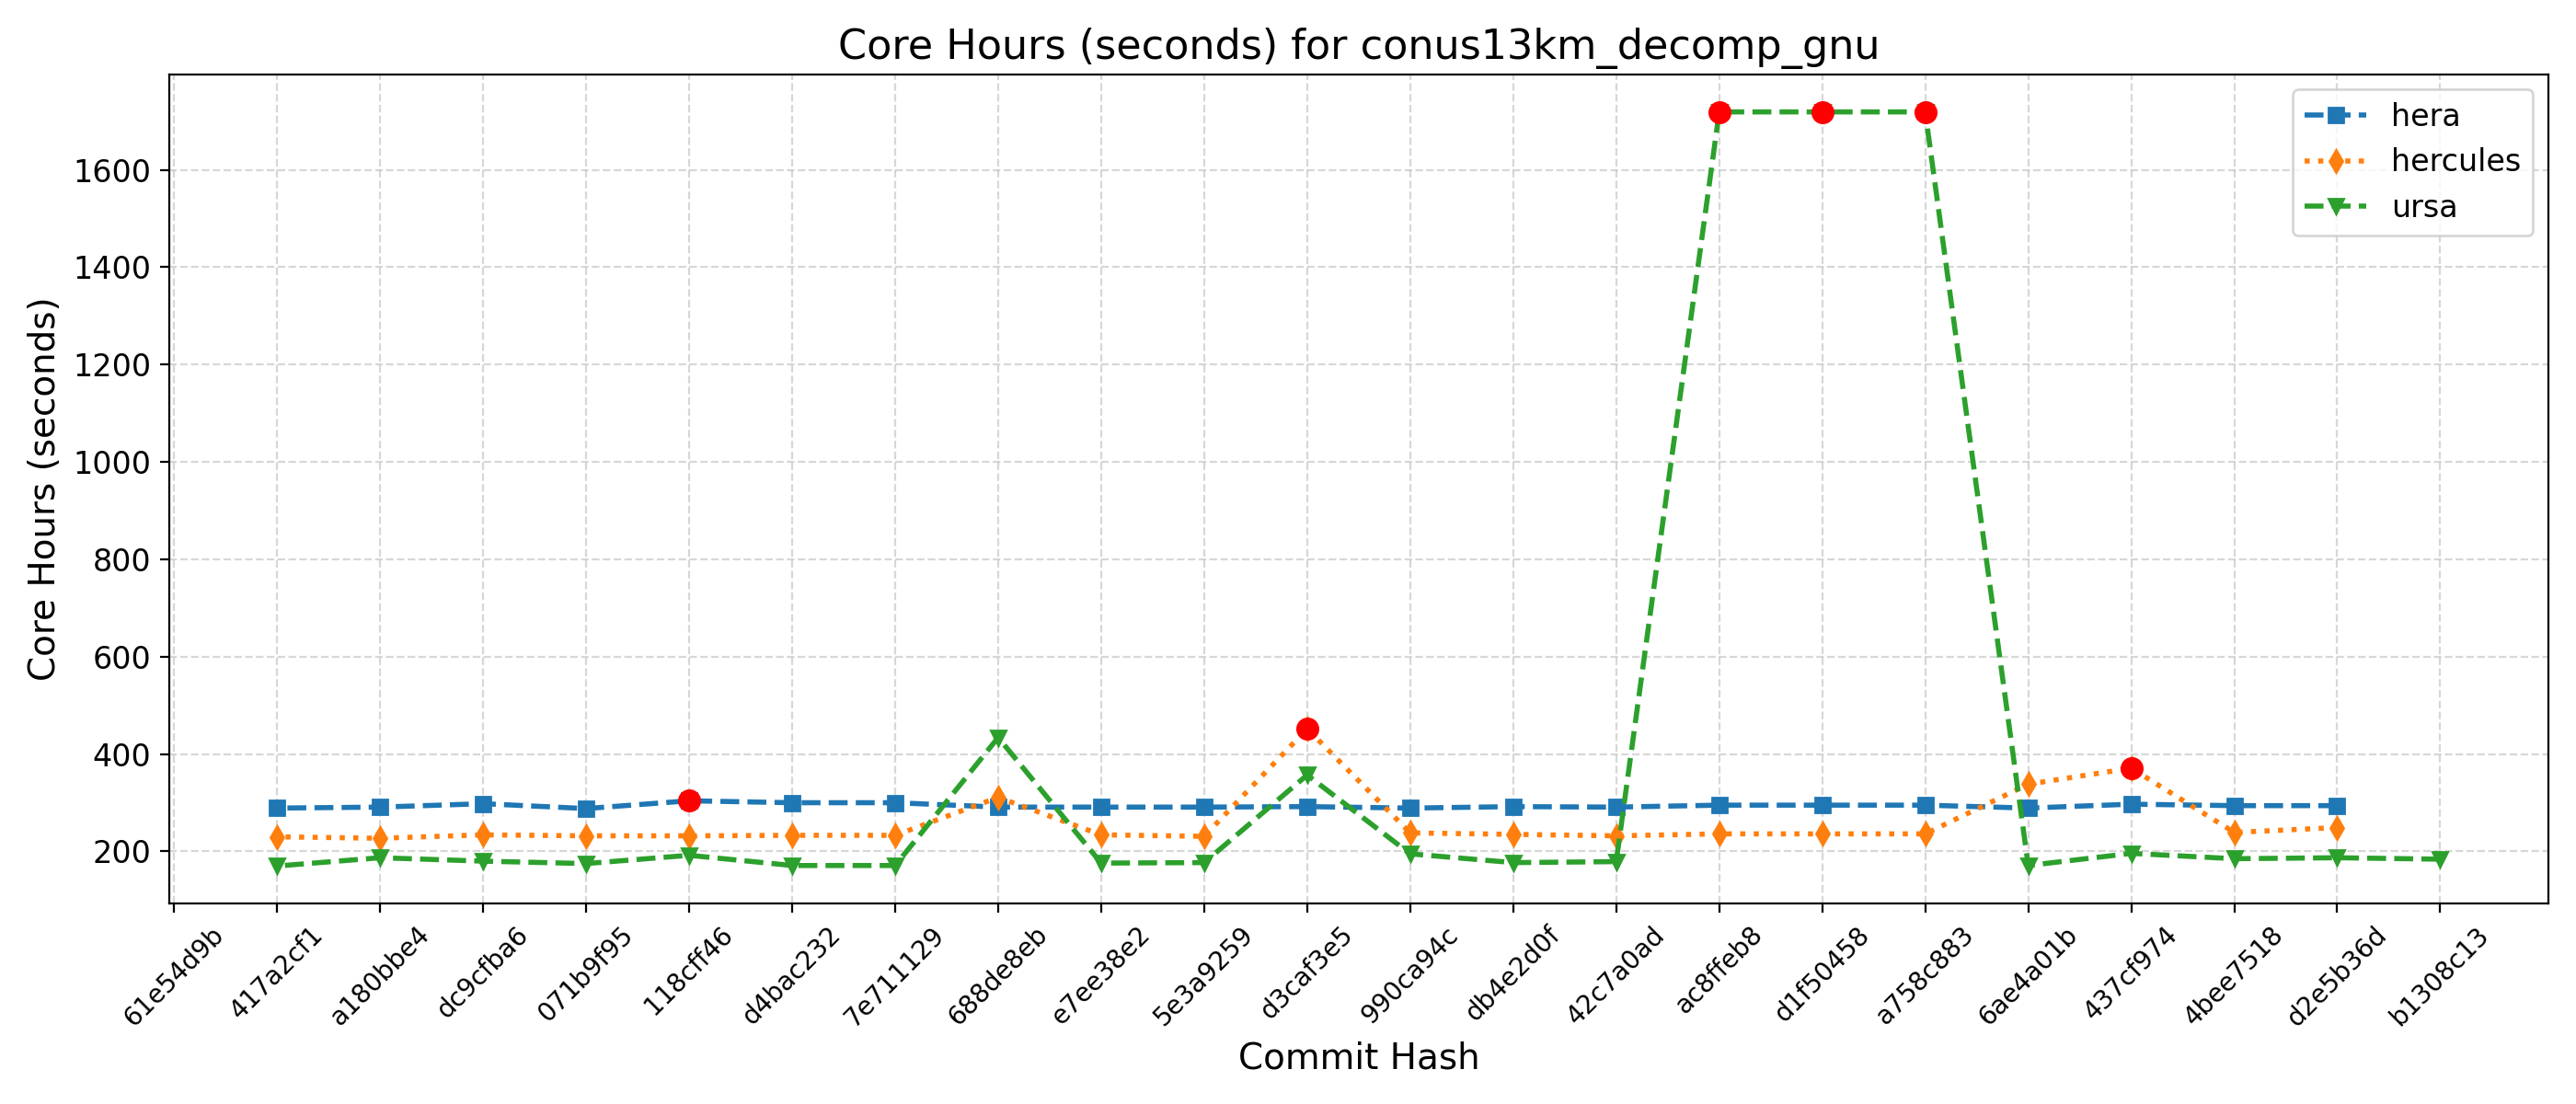 Core Hours (seconds) for conus13km_decomp_gnu
Core Hours (seconds)
1600
1400
1200
1000
800
600
400
200
hera
hercules
ursa
61e54d9b
417a2cf1
a180bbe4
dc9cfba6
071b9f95
118cff46
d4bac232
7e711129
688de8eb
e7ee38e2
5e3a9259
d3caf3e5
990ca94c
db4e2d0f
42c7a0ad
ac8ffeb8
d1f50458
a758c883
6ae4a01b
437cf974
4bee7518
d2e5b36d
b1308c13
Commit Hash